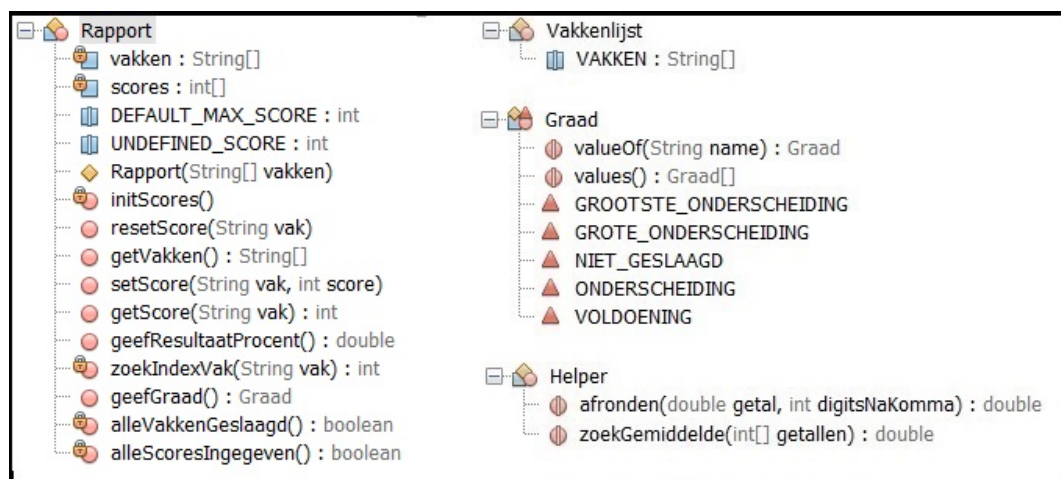 Rapport
vakken : String[]
scores : int[]
DEFAULT_MAX_SCORE : int
UNDEFINED_SCORE : int
Rapport(String[] vakken)
initScores()
resetScore(String vak)
getVakken() : String[]
setScore(String vak, int score)
getScore(String vak) : int
geefResultaatProcent() : double
zoekIndexVak(String vak) : int
geefGraad() : Graad
alleVakkenGeslaagd() : boolean
alleScoresIngegeven() : boolean
Vakkenlijst
VAKKEN : String[]
Graad
valueOf(String name) : Graad
values() : Graad[]
GROOTSTE_ONDERSCHEIDING
GROTE_ONDERSCHEIDING
NIET_GESLAAGD
ONDERSCHEIDING
VOLDOENING
Helper
afronden(double getal, int digitsNaKomma) : double
zoekGemiddelde(int[] getallen) : double